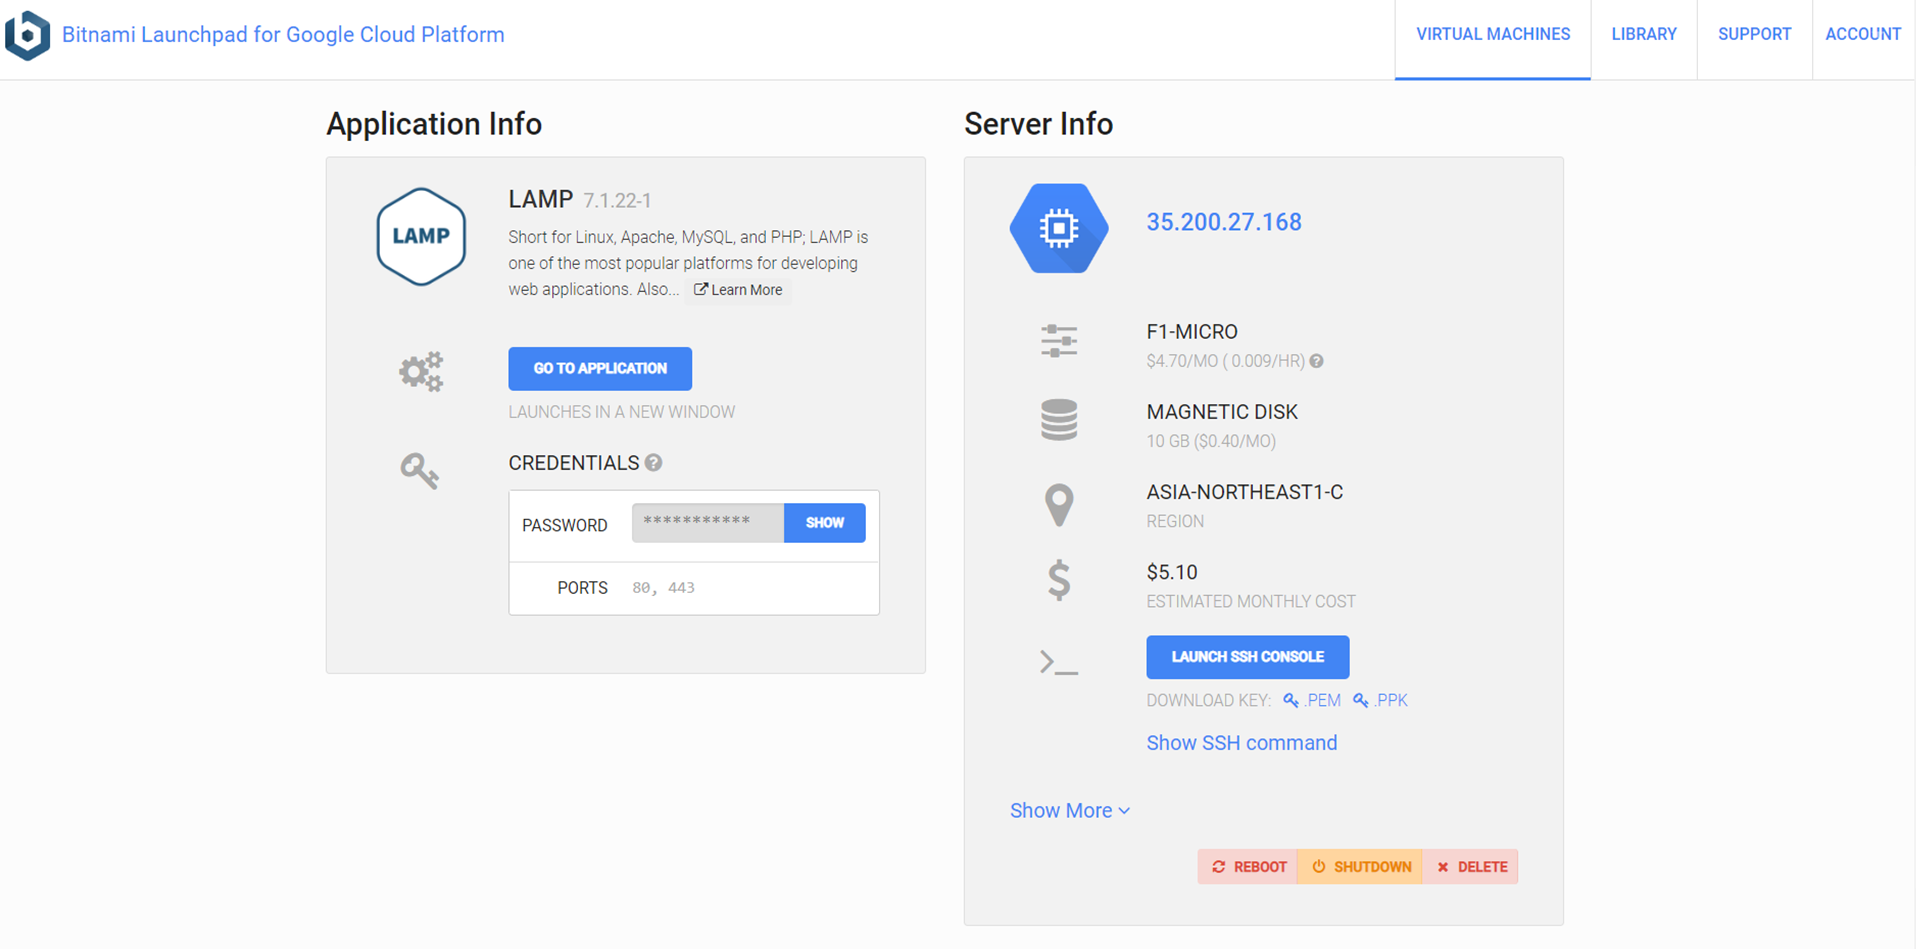 Bitnami Launchpad for Google Cloud Platform
VIRTUAL MACHINES
LIBRARY
SUPPORT
ACCOUNT
Application Info
LAMP
LAMP 7.1.22-1
Short for Linux, Apache, MySQL, and PHP; LAMP is
one of the most popular platforms for developing
web applications. Also... Learn More
GO TO APPLICATION
LAUNCHES IN A NEW WINDOW
CREDENTIALS ?
PASSWORD *********** SHOW
PORTS 80, 443
Server Info
35.200.27.168
F1-MICRO
$4.70/MO ( 0.009/HR) ?
MAGNETIC DISK
10 GB ($0.40/MO)
ASIA-NORTHEAST1-C
REGION
$5.10
ESTIMATED MONTHLY COST
LAUNCH SSH CONSOLE
DOWNLOAD KEY: .PEM .PPK
Show SSH command
Show More
REBOOT SHUTDOWN DELETE